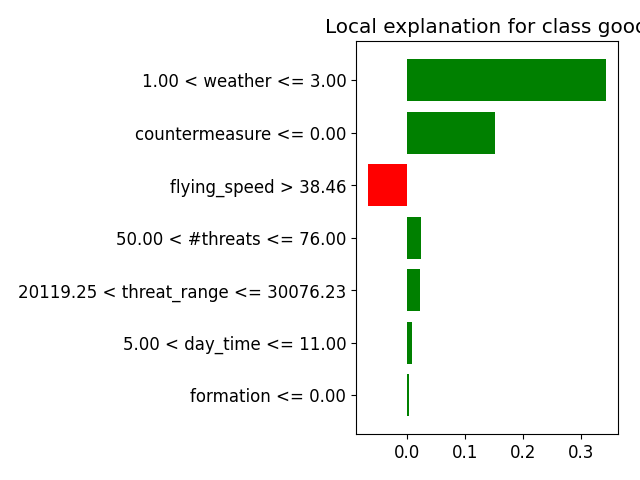 Local explanation for class good
1.00 < weather <= 3.00
countermeasure <= 0.00
flying_speed > 38.46
50.00 < #threats <= 76.00
20119.25 < threat_range <= 30076.23
5.00 < day_time <= 11.00
formation <= 0.00
0.0 0.1 0.2 0.3